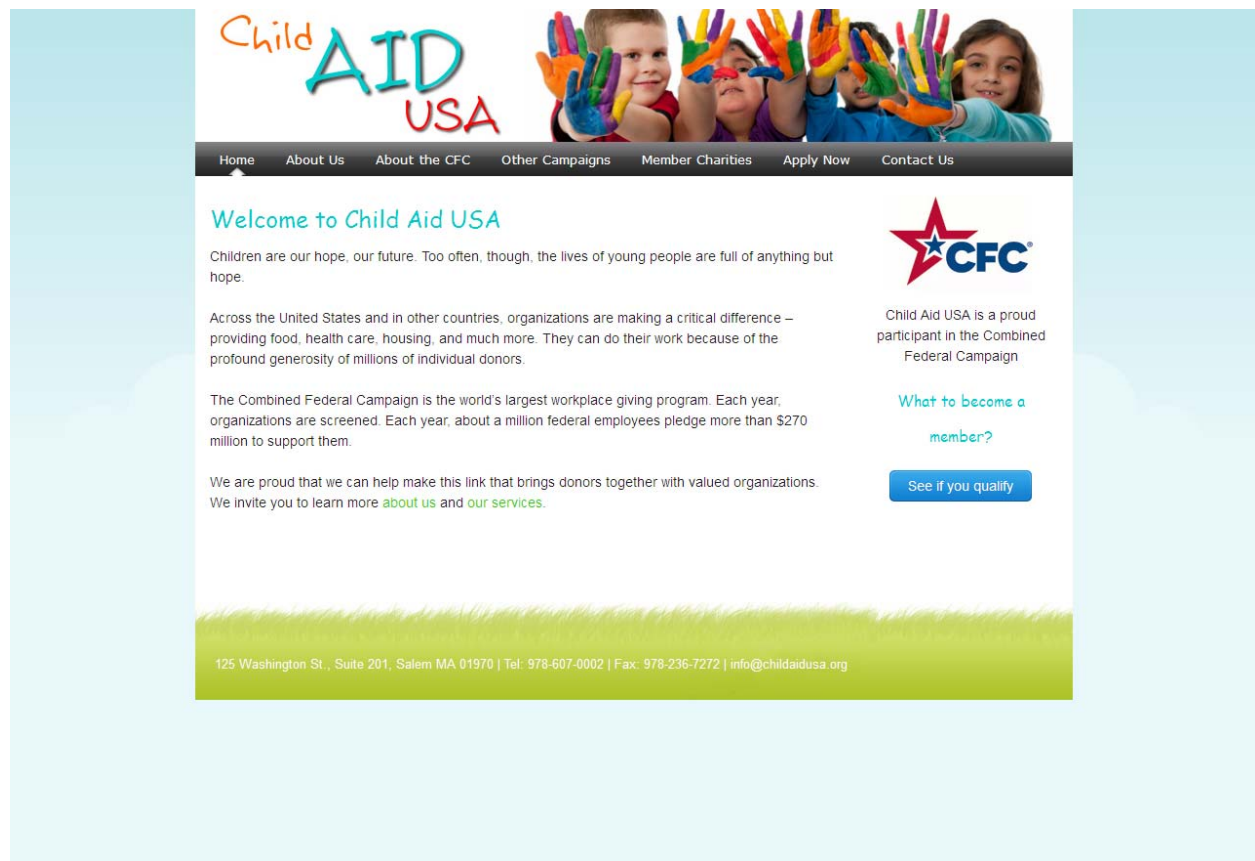 Child
AID
USA
Home About Us About the CFC Other Campaigns Member Charities Apply Now Contact Us
Welcome to Child Aid USA
Children are our hope, our future. Too often, though, the lives of young people are full of anything but
hope.
Across the United States and in other countries, organizations are making a critical difference –
providing food, health care, housing, and much more. They can do their work because of the
profound generosity of millions of individual donors.
The Combined Federal Campaign is the world's largest workplace giving program. Each year,
organizations are screened. Each year, about a million federal employees pledge more than $270
million to support them.
We are proud that we can help make this link that brings donors together with valued organizations.
We invite you to learn more about us and our services.
CFC®
Child Aid USA is a proud
participant in the Combined
Federal Campaign
What to become a
member?
See if you qualify
125 Washington St., Suite 201, Salem MA 01970 | Tel: 978-607-0002 | Fax: 978-236-7272 | info@childaidusa.org